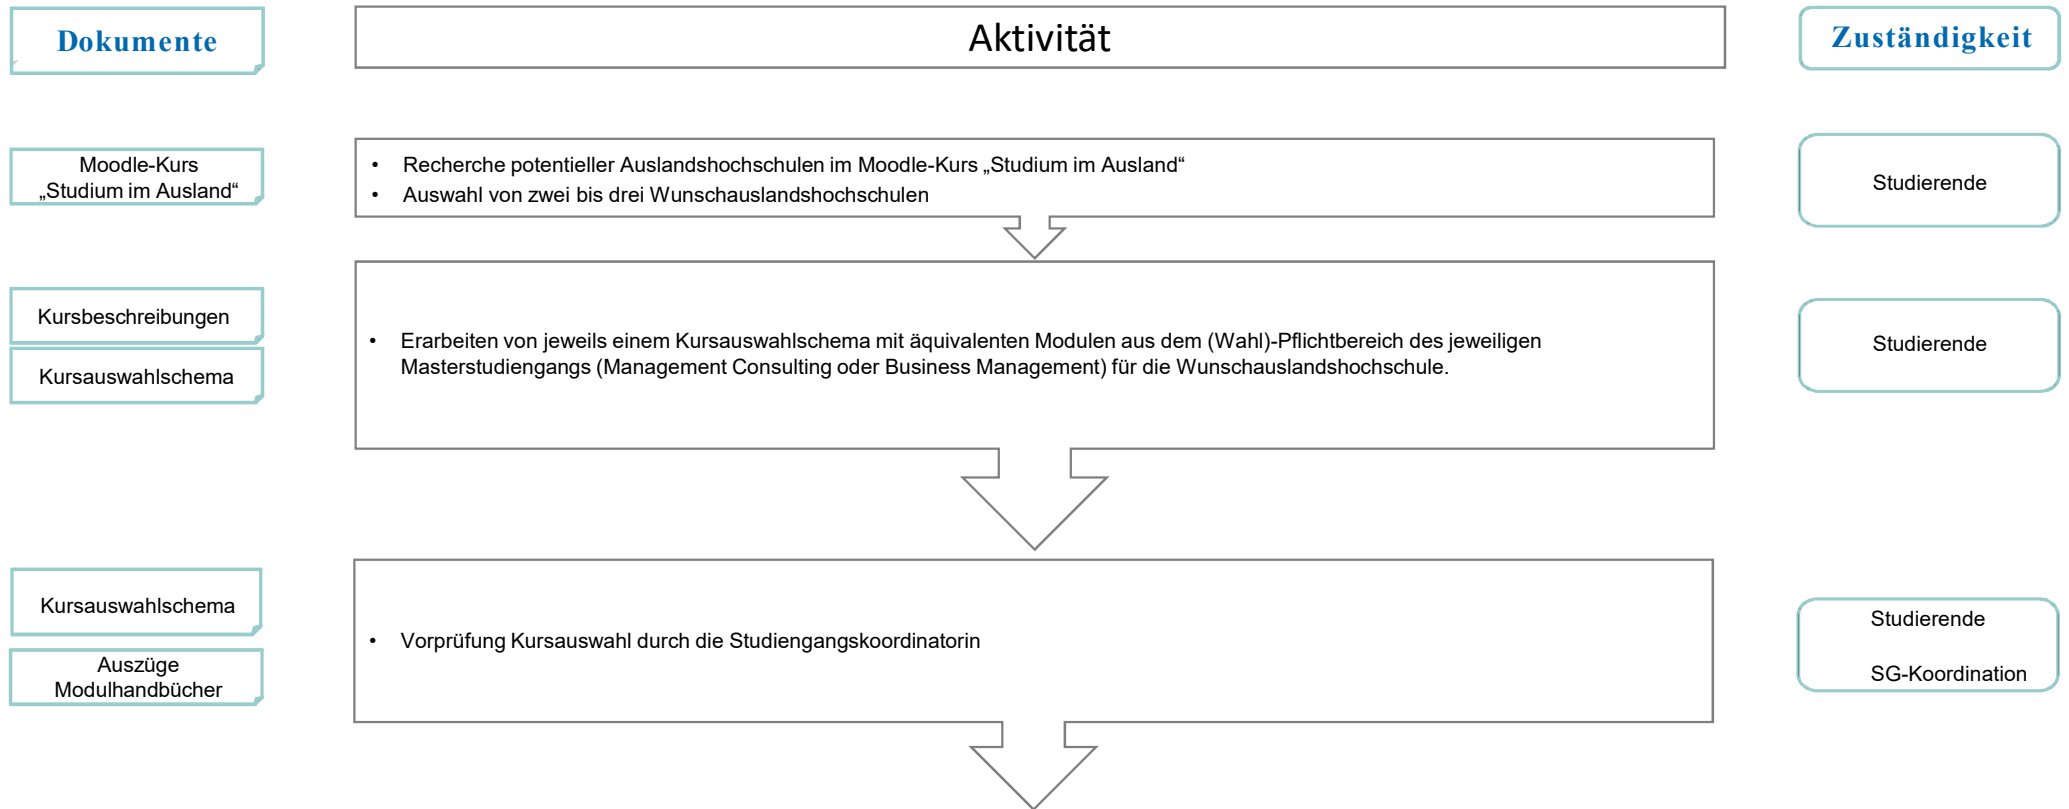 Dokumente
Aktivität
Zuständigkeit
Moodle-Kurs
„Studium im Ausland“
• Recherche potentieller Auslandshochschulen im Moodle-Kurs „Studium im Ausland“
• Auswahl von zwei bis drei Wunschauslandshochschulen
Studierende
Kursbeschreibungen
Kursauswahlschema
• Erarbeiten von jeweils einem Kursauswahlschema mit äquivalenten Modulen aus dem (Wahl)-Pflichtbereich des jeweiligen
Masterstudiengangs (Management Consulting oder Business Management) für die Wunschauslandshochschule.
Studierende
Kursauswahlschema
Auszüge
Modulhandbücher
• Vorprüfung Kursauswahl durch die Studiengangskoordinatorin
Studierende
SG-Koordination